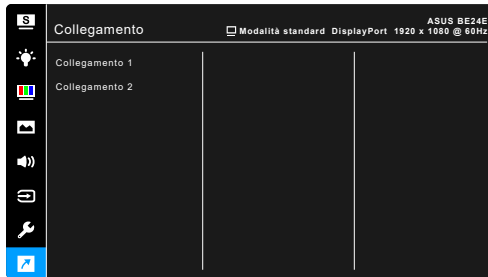 S
ASUS BE24E
Collegamento
Modalità standard DisplayPort 1920 x 1080 @ 60Hz
Collegamento 1
Collegamento 2